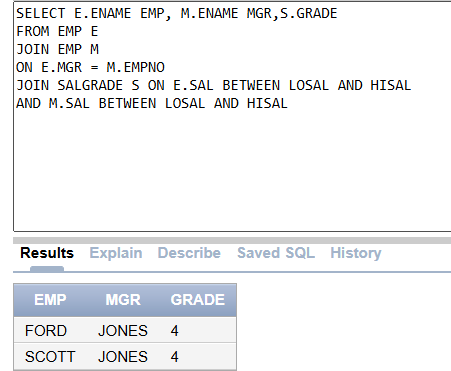 SELECT E.ENAME EMP, M.ENAME MGR,S.GRADE
FROM EMP E
JOIN EMP M
ON E.MGR = M.EMPNO
JOIN SALGRADE S ON E.SAL BETWEEN LOSAL AND HISAL
AND M.SAL BETWEEN LOSAL AND HISAL
Results Explain Describe Saved SQL History
EMP MGR GRADE
FORD JONES 4
SCOTT JONES 4